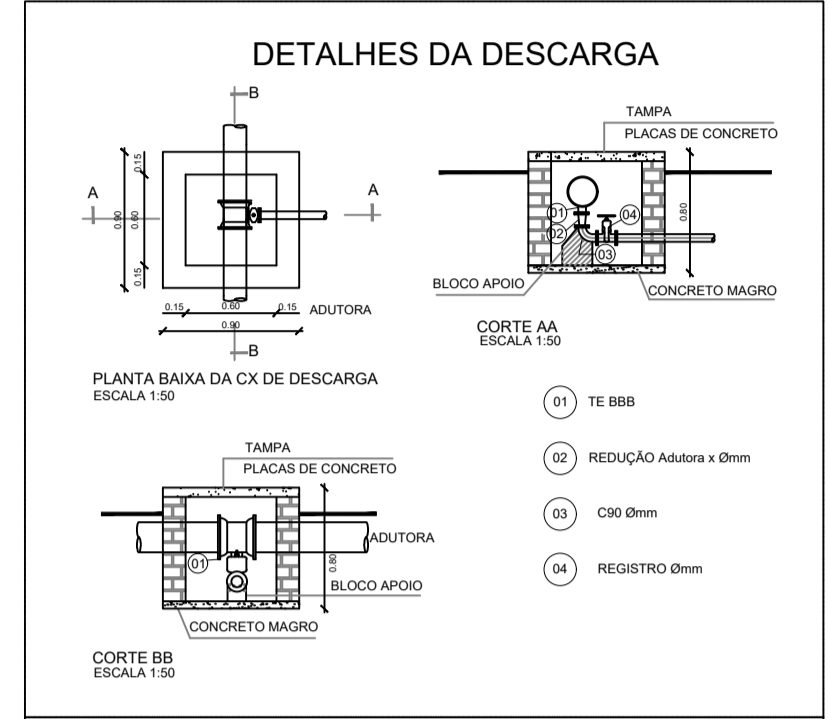 DETALHES DA DESCARGA
B
A
A
0.15
0.90
0.60
0.15
0.15
0.60
0.15
ADUTORA
0.90
B
PLANTA BAIXA DA CX DE DESCARGA
ESCALA 1:50
TAMPA
PLACAS DE CONCRETO
01
04
02
03
0.80
BLOCO APOIO
CONCRETO MAGRO
CORTE AA
ESCALA 1:50
01 TE BBB
02 REDUÇÃO Adutora x Ømm
03 C90 Ømm
04 REGISTRO Ømm
TAMPA
PLACAS DE CONCRETO
ADUTORA
01
0.80
BLOCO APOIO
CONCRETO MAGRO
CORTE BB
ESCALA 1:50